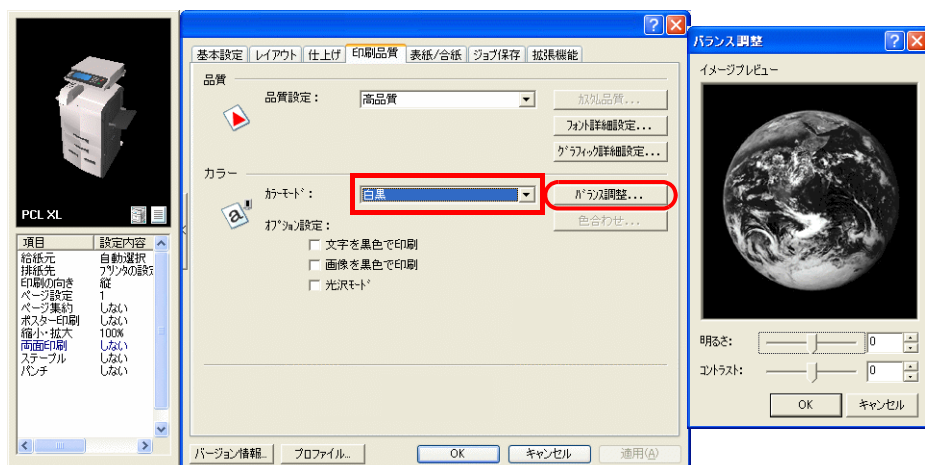 PCL XL
項目 設定内容
給紙元 自動選択
排紙先 プリンタの設定
印刷の向き 縦
ページ設定 1
ページ集約 しない
ポスター印刷 しない
縮小・拡大 100%
両面印刷 しない
ステープル しない
パンチ しない
基本設定 レイアウト 仕上げ 印刷品質 表紙/合紙 ジョブ保存 拡張機能
品質
品質設定: 高品質 カスタム品質...
フォント詳細設定...
グラフィック詳細設定...
カラー
カラーモード: 白黒 バランス調整...
オプション設定: 色合わせ...
文字を黒色で印刷
画像を黒色で印刷
光沢モード
バージョン情報... プロファイル... OK キャンセル 適用(A)
バランス調整
イメージプレビュー
明るさ: 0
コントラスト: 0
OK キャンセル